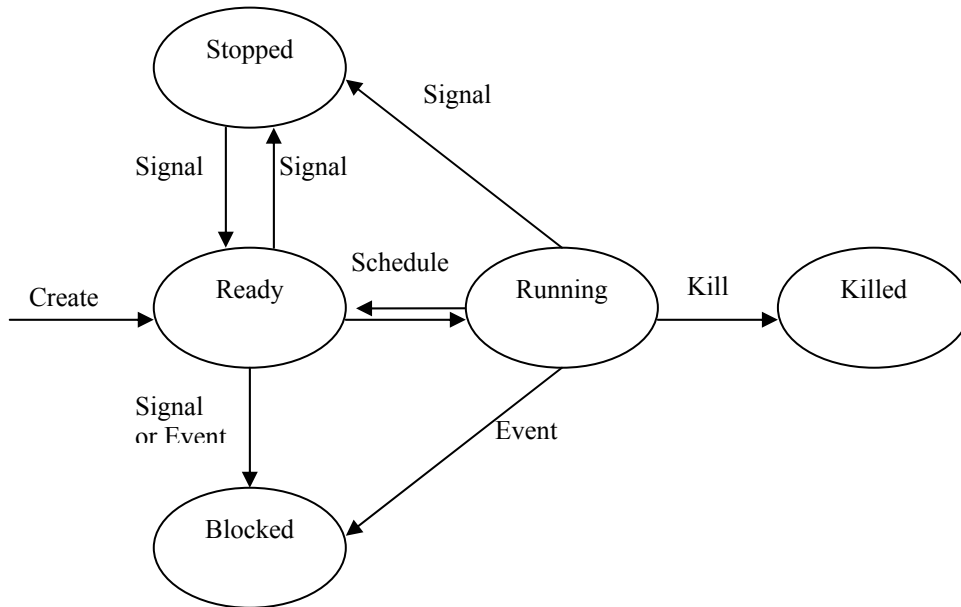 Stopped
Signal
Signal
Signal
Schedule
Ready
Running
Killed
Create
Kill
Signal
or Event
Event
Blocked